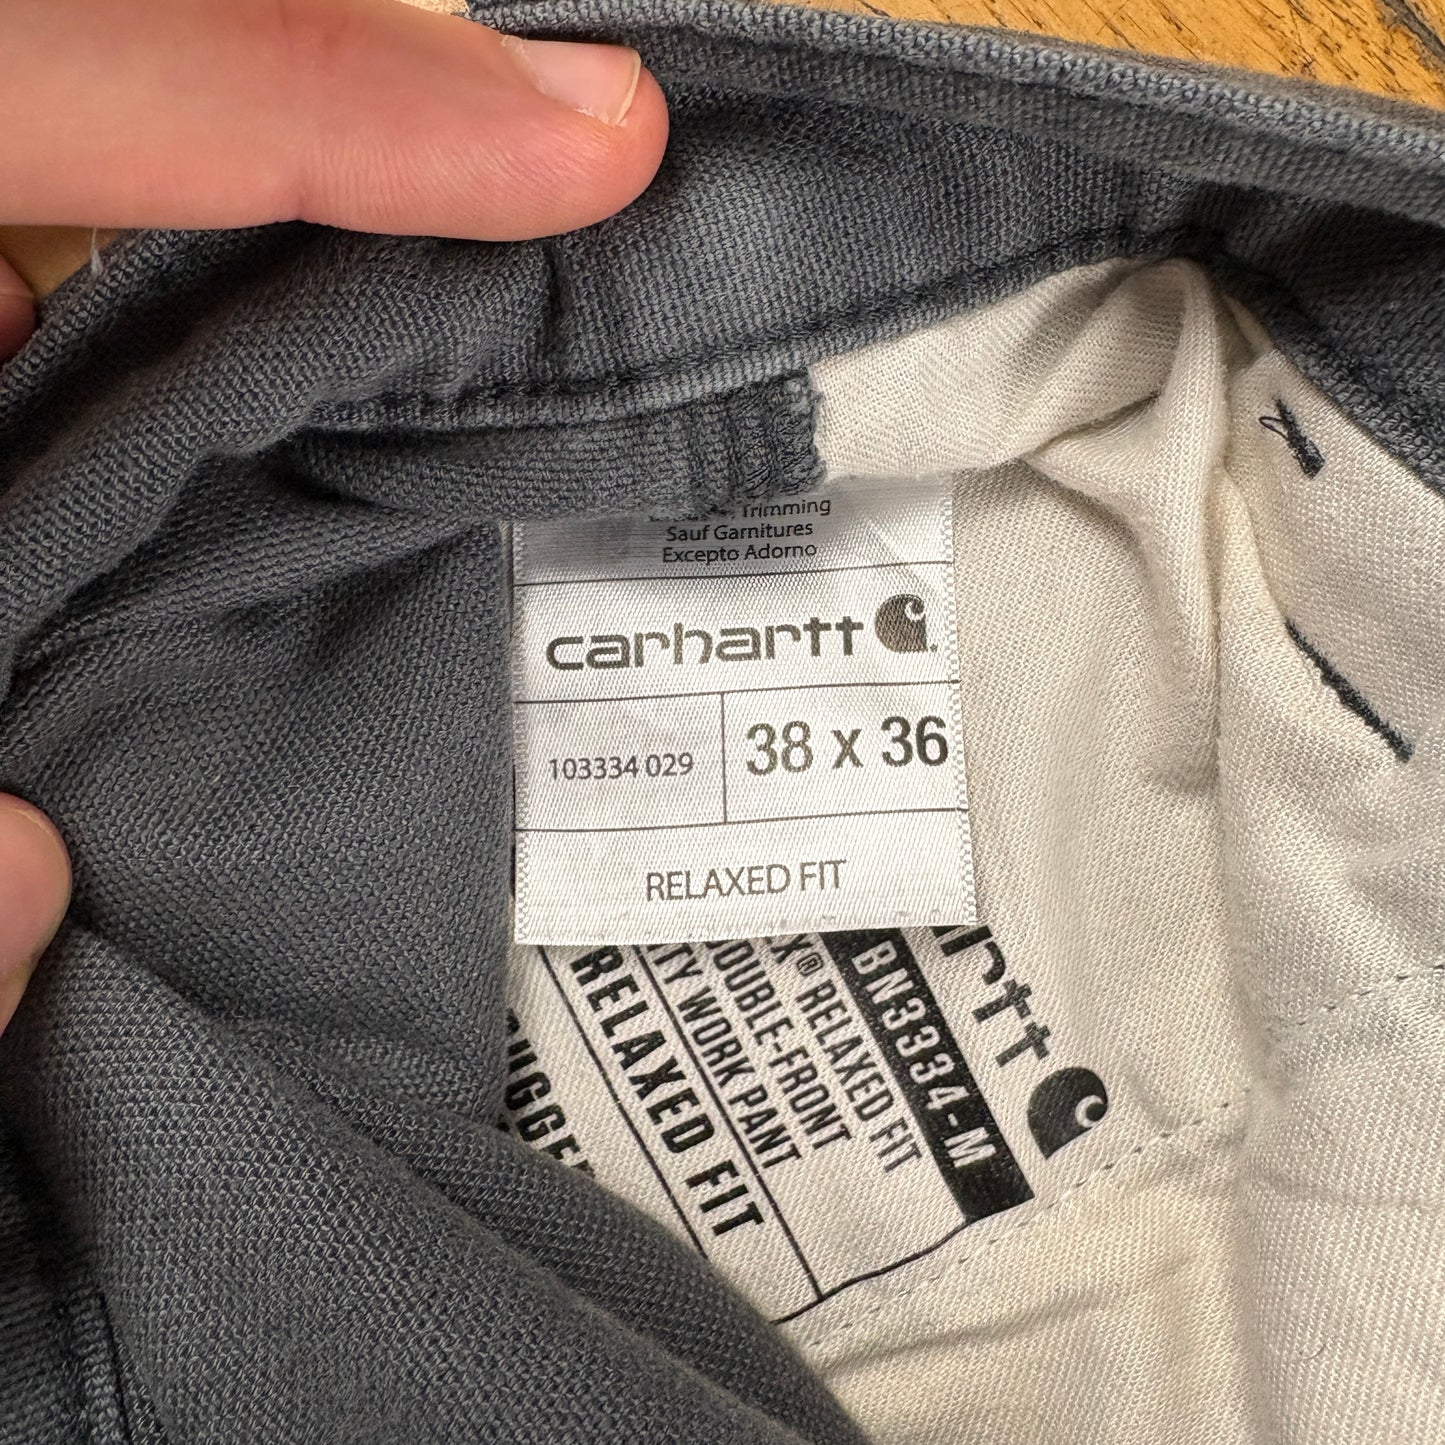 Trimming
Sauf Garnitures
Excepto Adorno
carhartt
103334 029
38 x 36
RELAXED FIT
BN3334-M
X® RELAXED FIT
DOUBLE-FRONT
TY WORK PANT
RELAXED FIT